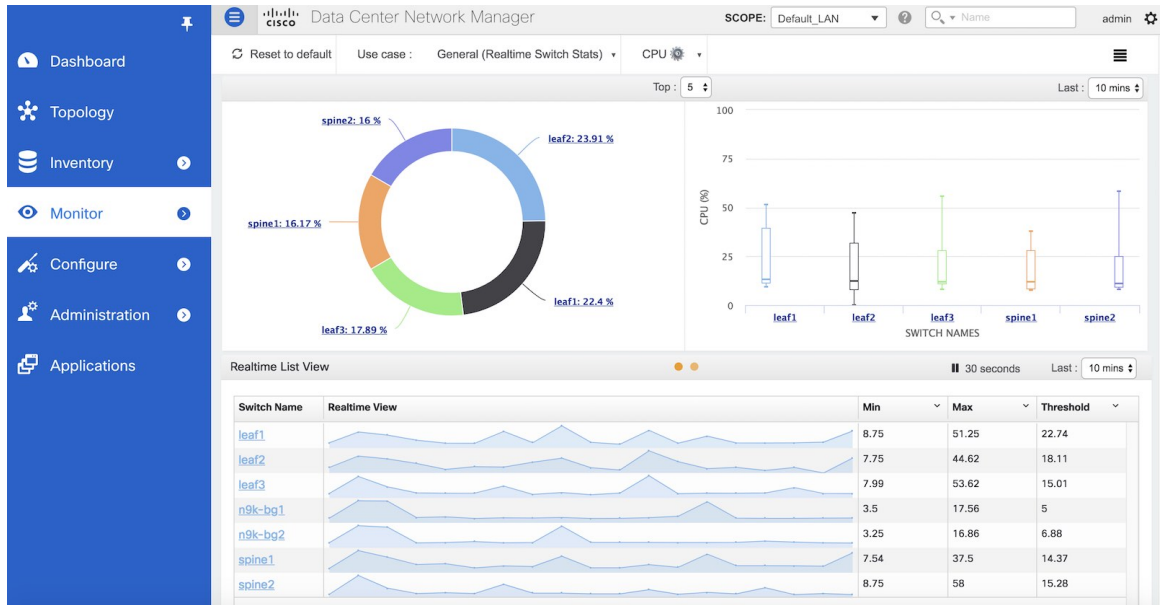 cisco Data Center Network Manager SCOPE: Default_LAN Name admin
Reset to default Use case : General (Realtime Switch Stats) CPU
Dashboard
Topology
Inventory
Monitor
Configure
Administration
Applications
Top : 5 Last : 10 mins
spine2: 16 %
leaf2: 23.91 %
spine1: 16.17 %
leaf1: 22.4 %
leaf3: 17.89 %
100
75
50
25
0
CPU (%)
leaf1 leaf2 leaf3 spine1 spine2
SWITCH NAMES
Realtime List View 30 seconds Last : 10 mins
Switch Name Realtime View Min Max Threshold
leaf1 8.75 51.25 22.74
leaf2 7.75 44.62 18.11
leaf3 7.99 53.62 15.01
n9k-bg1 3.5 17.56 5
n9k-bg2 3.25 16.86 6.88
spine1 7.54 37.5 14.37
spine2 8.75 58 15.28